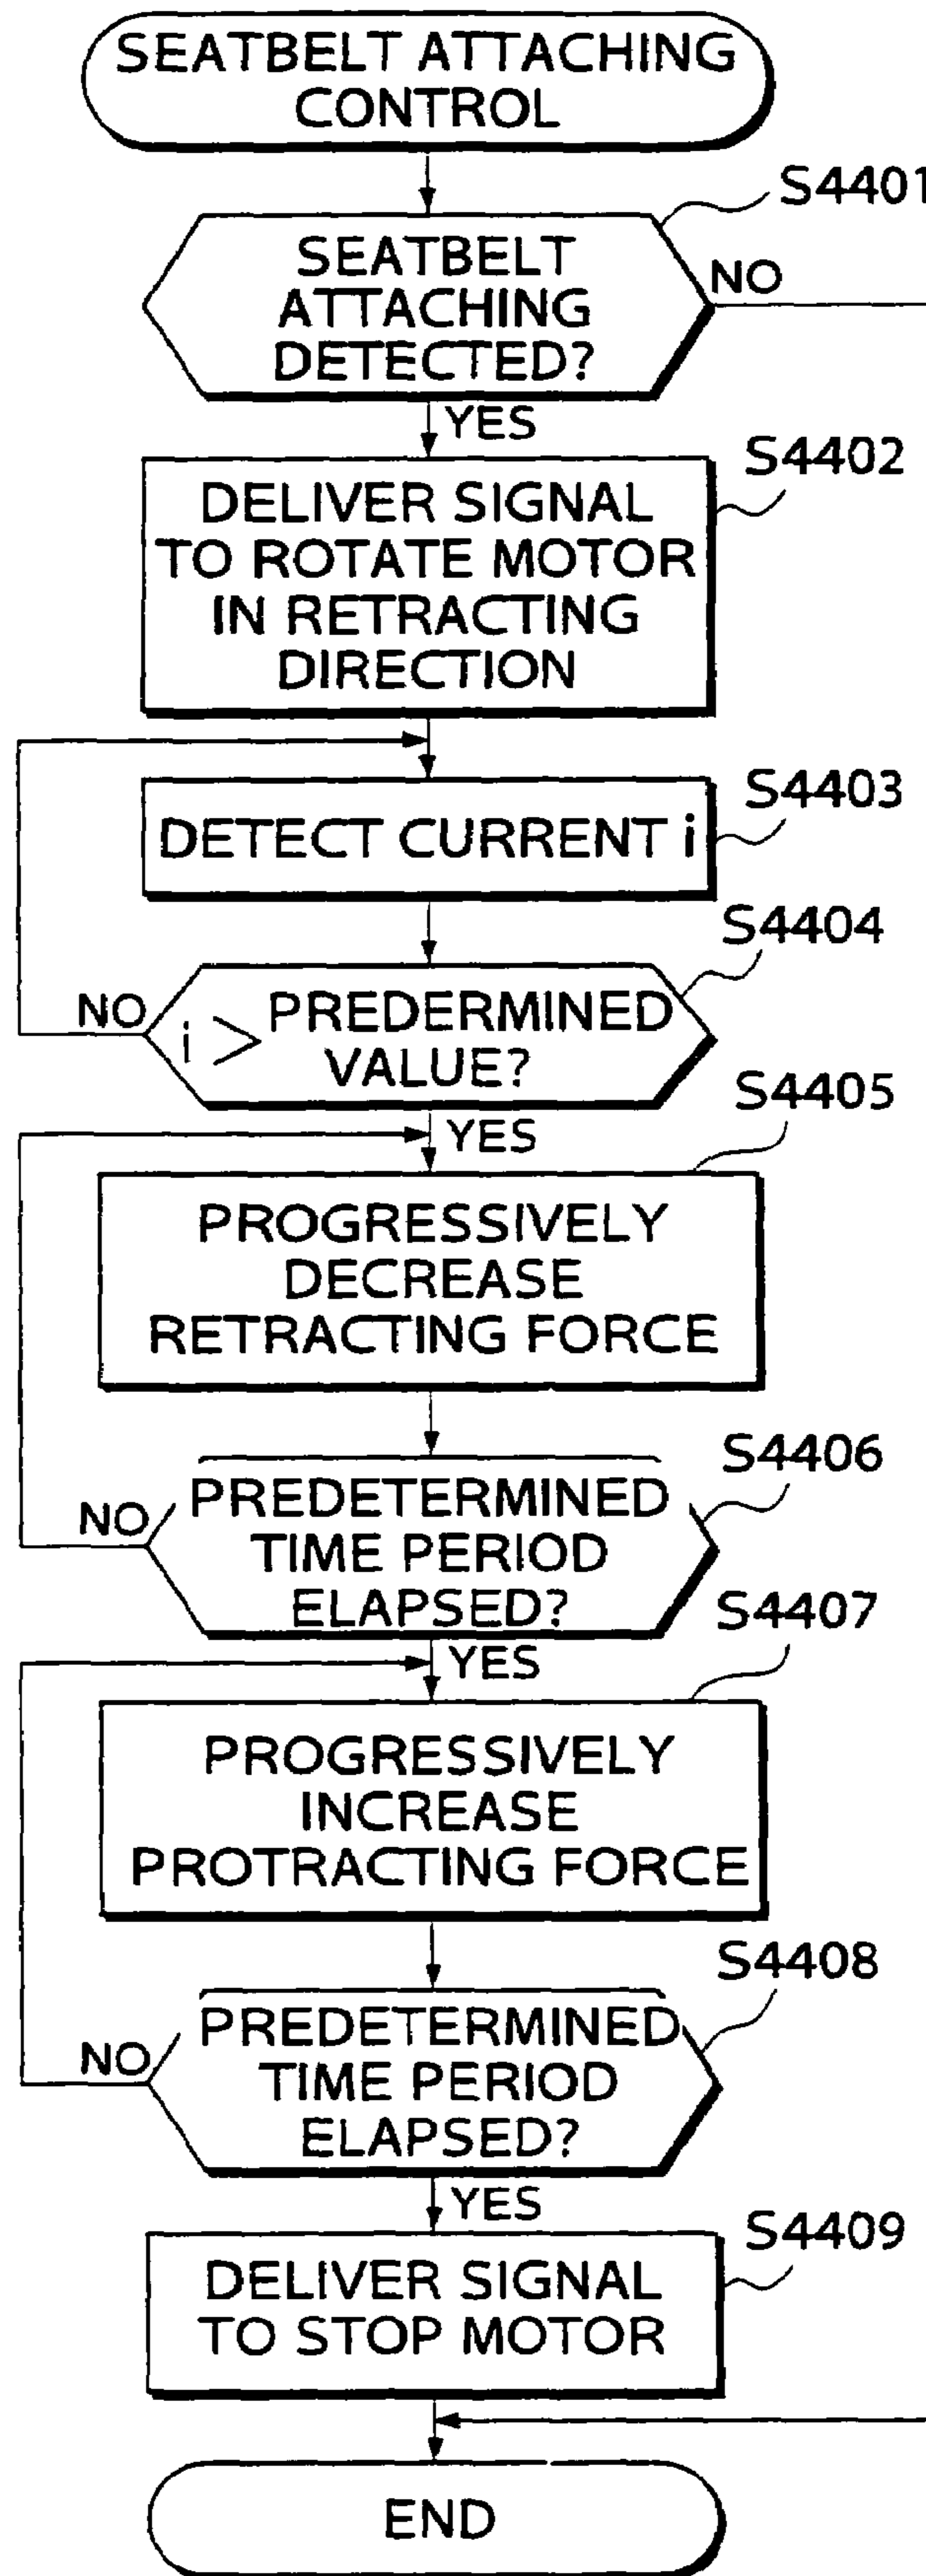 SEATBELT ATTACHING
CONTROL
S4401
SEATBELT
ATTACHING
DETECTED?
NO
YES
S4402
DELIVER SIGNAL
TO ROTATE MOTOR
IN RETRACTING
DIRECTION
S4403
DETECT CURRENT i
S4404
NO
i > PREDERMINED
VALUE?
S4405
YES
PROGRESSIVELY
DECREASE
RETRACTING FORCE
S4406
NO
PREDETERMINED
TIME PERIOD
ELAPSED?
S4407
YES
PROGRESSIVELY
INCREASE
PROTRACTING FORCE
S4408
NO
PREDETERMINED
TIME PERIOD
ELAPSED?
YES
S4409
DELIVER SIGNAL
TO STOP MOTOR
END